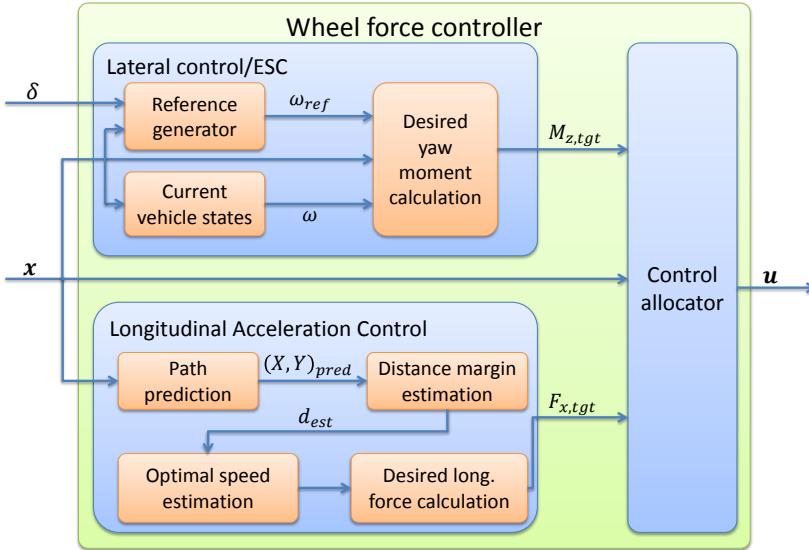 Wheel force controller
Lateral control/ESC
δ
Reference
generator
ω_ref
Desired
yaw
moment
calculation
M_z,tgt
Current
vehicle states
ω
x
Control
allocator
u
Longitudinal Acceleration Control
Path
prediction
(X, Y)_pred
Distance margin
estimation
F_x,tgt
d_est
Optimal speed
estimation
Desired long.
force calculation